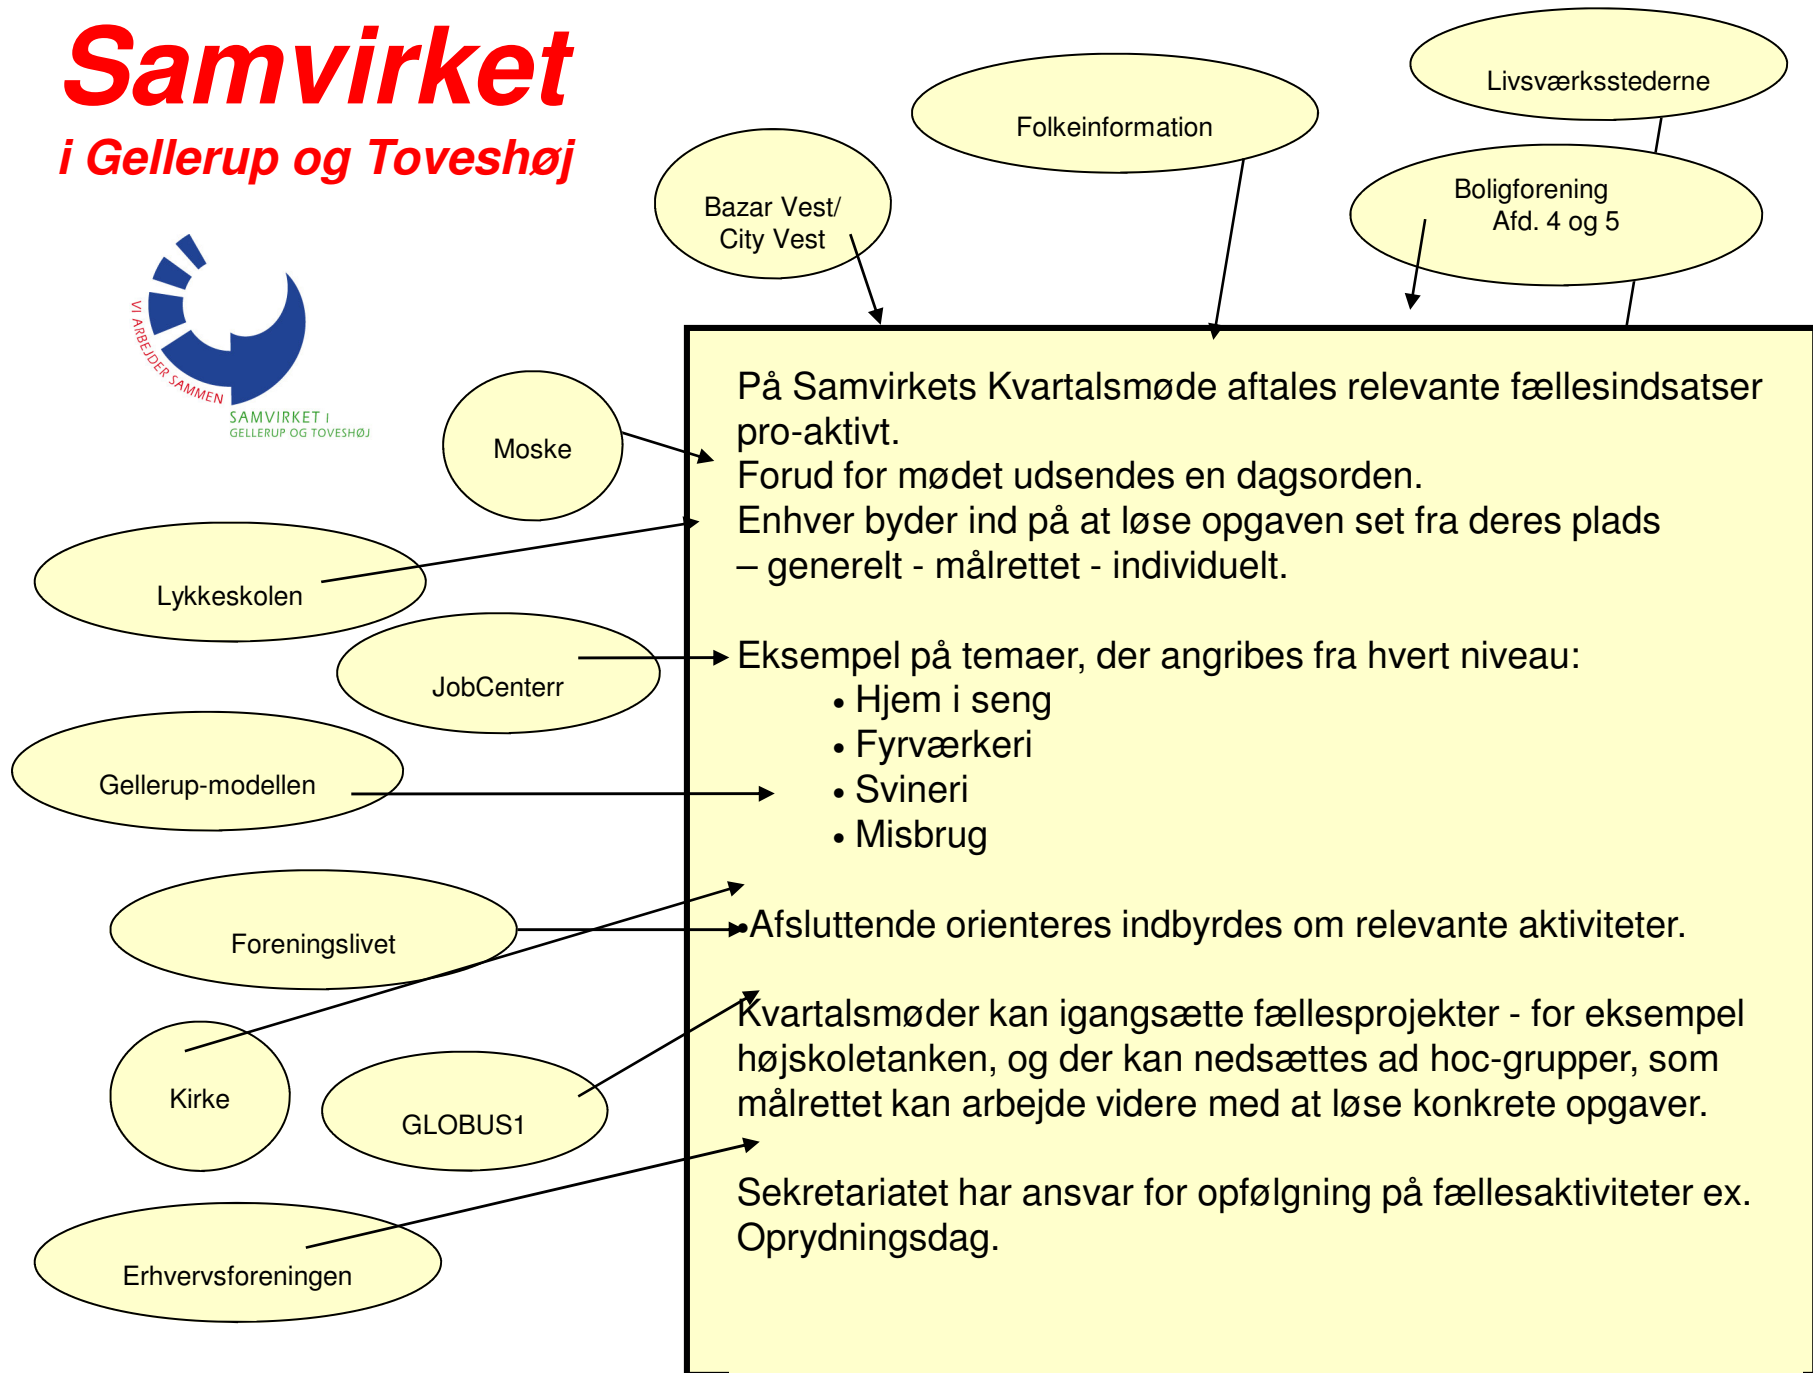 Samvirket
i Gellerup og Toveshøj
VI ARBEJDER SAMMEN
SAMVIRKET I
GELLERUP OG TOVESHØJ
Livsværksstederne
Folkeinformation
Boligforening
Afd. 4 og 5
Bazar Vest/
City Vest
Moske
Lykkeskolen
JobCenterr
Gellerup-modellen
Foreningslivet
Kirke
GLOBUS1
Erhvervsforeningen
På Samvirkets Kvartalsmøde aftales relevante fællesindsatser
pro-aktivt.
Forud for mødet udsendes en dagsorden.
Enhver byder ind på at løse opgaven set fra deres plads
– generelt - målrettet - individuelt.
Eksempel på temaer, der angribes fra hvert niveau:
• Hjem i seng
• Fyrværkeri
• Svineri
• Misbrug
•Afsluttende orienteres indbyrdes om relevante aktiviteter.
Kvartalsmøder kan igangsætte fællesprojekter - for eksempel
højskoletanken, og der kan nedsættes ad hoc-grupper, som
målrettet kan arbejde videre med at løse konkrete opgaver.
Sekretariatet har ansvar for opfølgning på fællesaktiviteter ex.
Oprydningsdag.